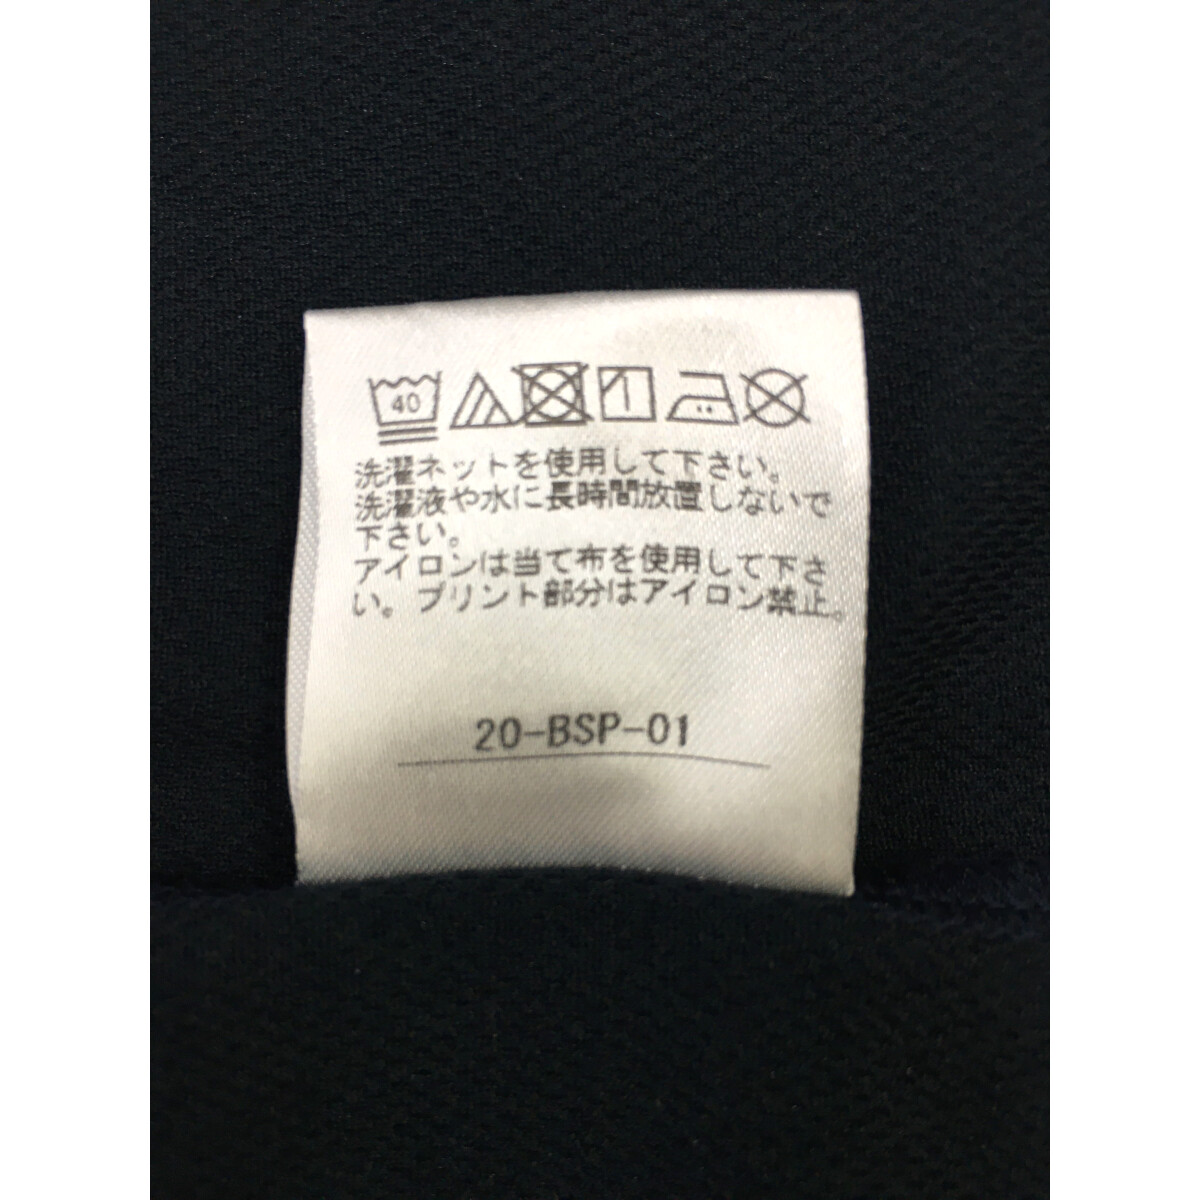 40
洗濯ネットを使用して下さい。
洗濯液や水に長時間放置しないで
下さい。
アイロンは当て布を使用して下さ
い。プリント部分はアイロン禁止。
20-BSP-01